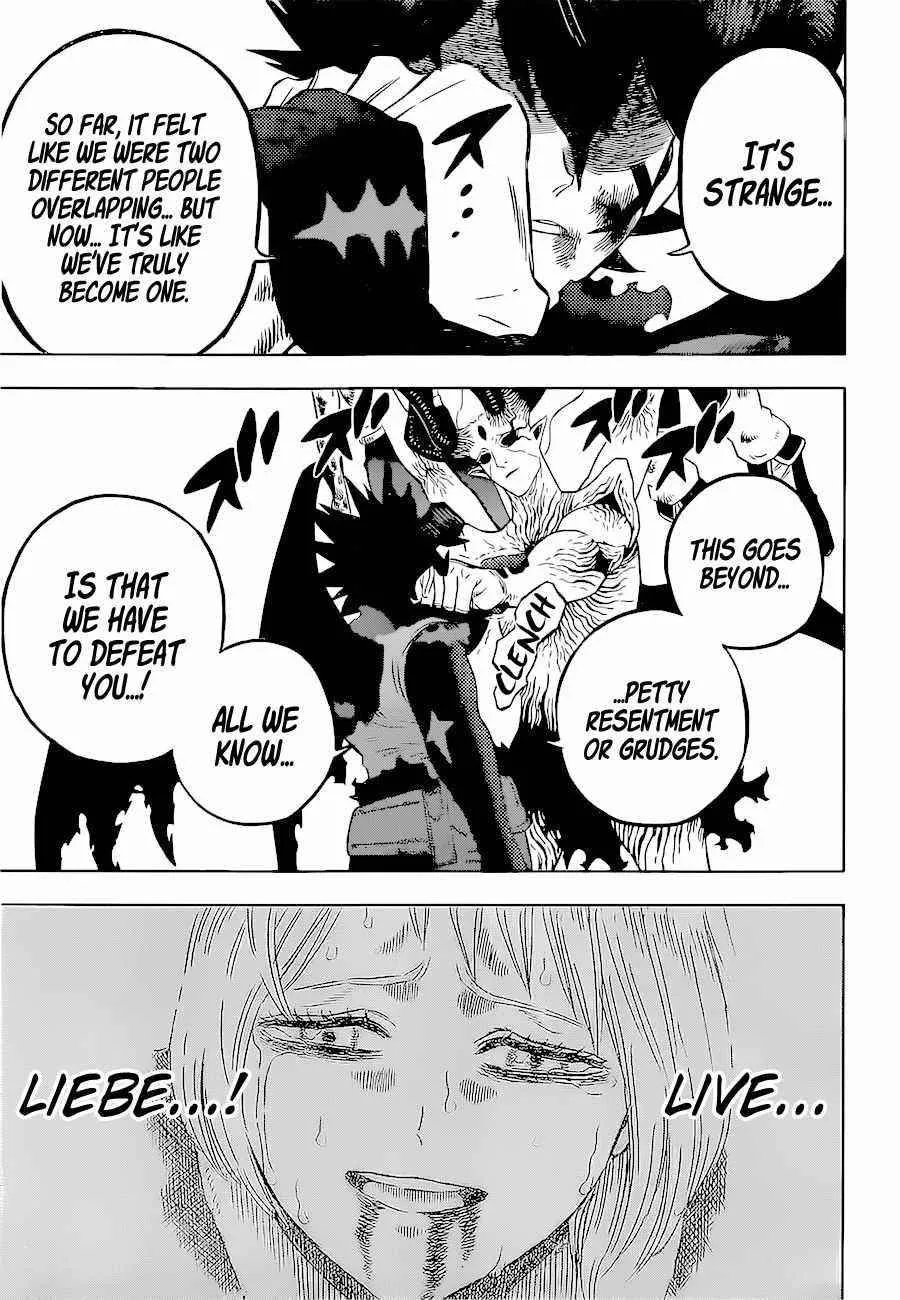 IT'S
STRANGE...
SO FAR, IT FELT
LIKE WE WERE TWO
DIFFERENT PEOPLE
OVERLAPPING... BUT
NOW... IT'S LIKE
WE'VE TRULY
BECOME ONE.
THIS GOES
BEYOND...
...PETTY
RESENTMENT
OR GRUDGES.
CLENCH
ALL WE
KNOW...
IS THAT
WE HAVE
TO DEFEAT
YOU...!
LIVE...
LIEBE...!